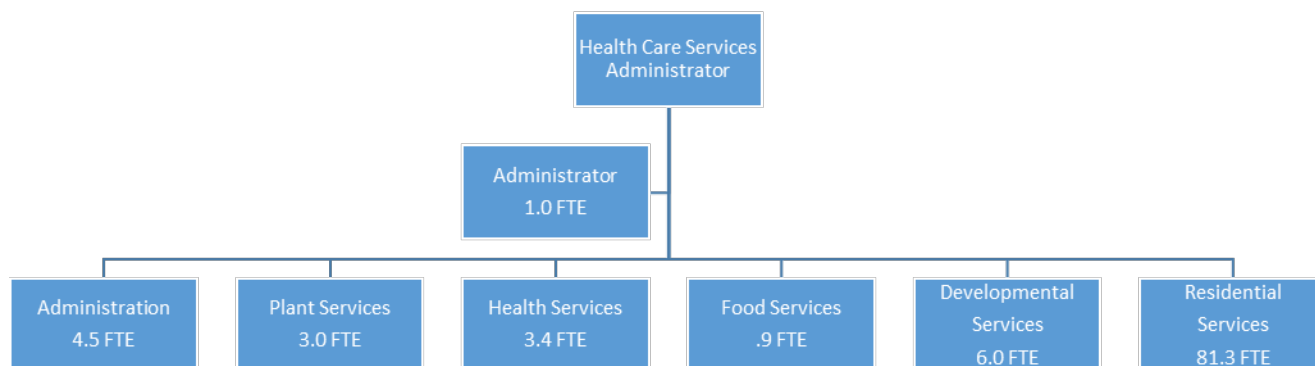 Health Care Services
Administrator
Administrator
1.0 FTE
Administration
4.5 FTE
Plant Services
3.0 FTE
Health Services
3.4 FTE
Food Services
.9 FTE
Developmental
Services
6.0 FTE
Residential
Services
81.3 FTE